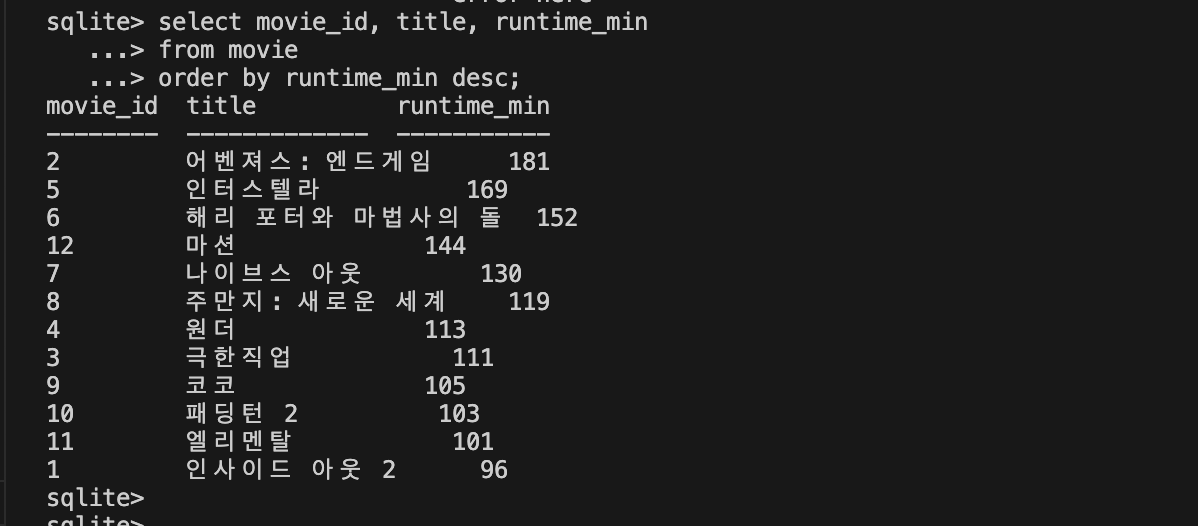 error here
sqlite> select movie_id, title, runtime_min
...> from movie
...> order by runtime_min desc;
movie_id title runtime_min
-------- ------------- -----------
2 어벤져스: 엔드게임 181
5 인터스텔라 169
6 해리 포터와 마법사의 돌 152
12 마션 144
7 나이브스 아웃 130
8 주만지: 새로운 세계 119
4 원더 113
3 극한직업 111
9 코코 105
10 패딩턴 2 103
11 엘리멘탈 101
1 인사이드 아웃 2 96
sqlite>
sqlite>